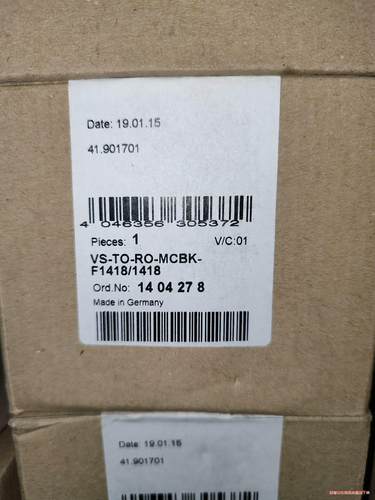 Date: 19.01.15
41.901701
4 046356 305372
Pieces: 1 V/C:01
VS-TO-RO-MCBK-
F1418/1418
Ord.No: 14 04 27 8
Made in Germany
Date: 19.01.15
41.901701